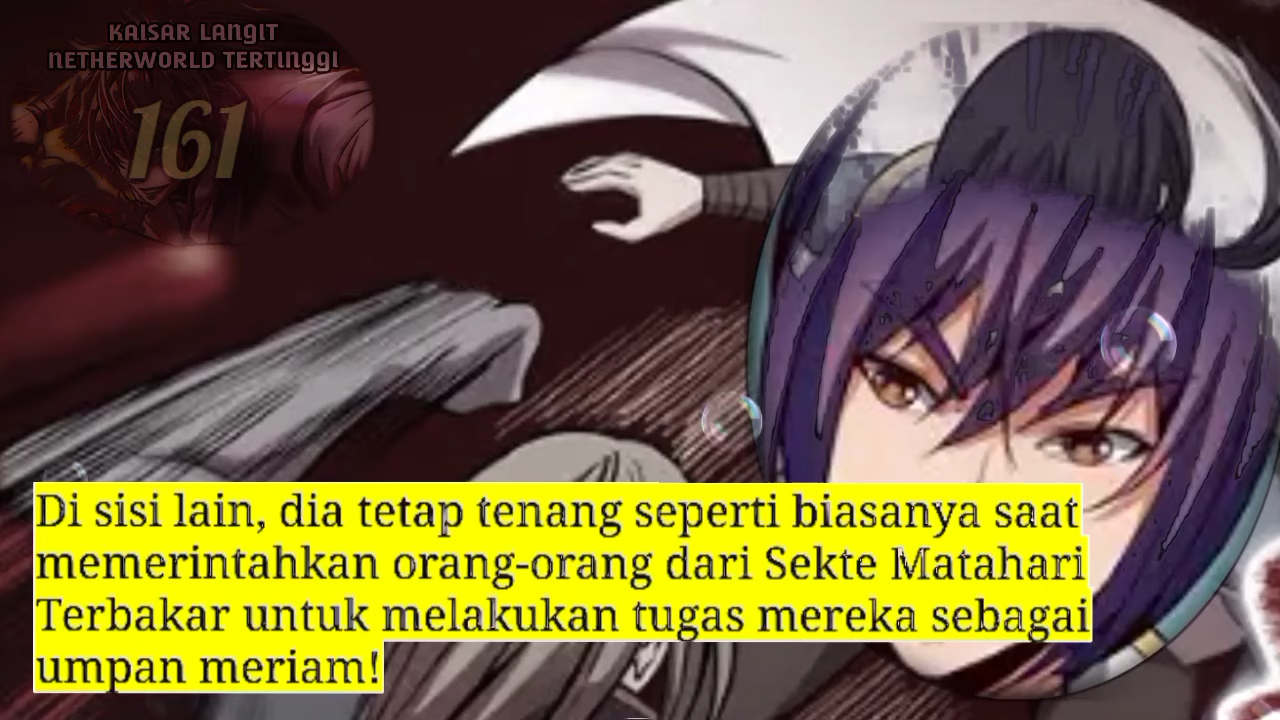 KAISAR LANGIT
NETHERWORLD TERTINGGI
161
Di sisi lain, dia tetap tenang seperti biasanya saat
memerintahkan orang-orang dari Sekte Matahari
Terbakar untuk melakukan tugas mereka sebagai
umpan meriam!